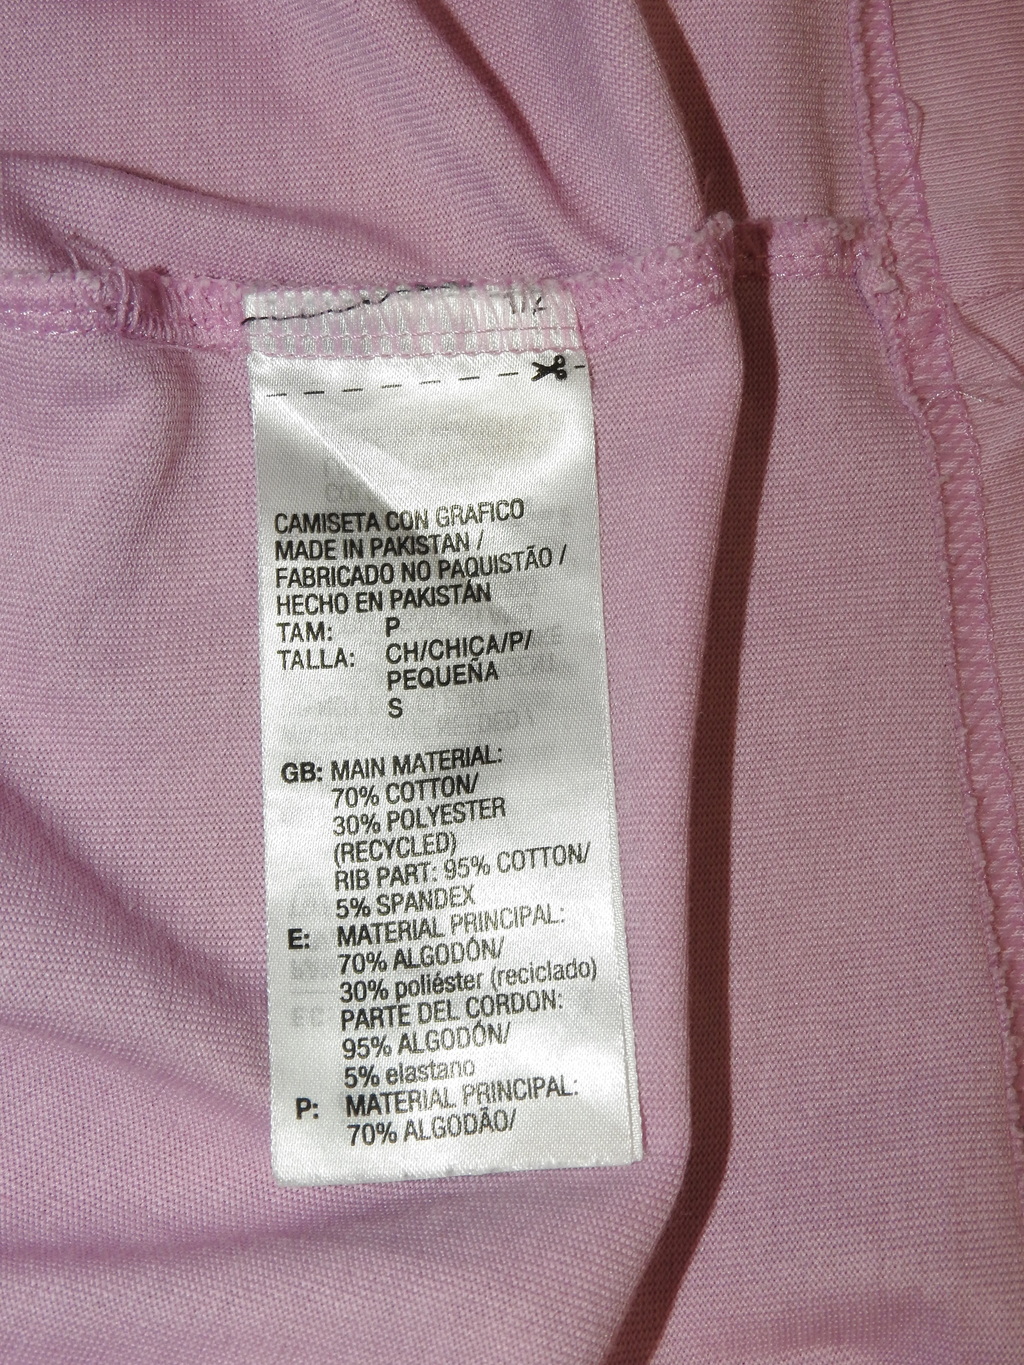 CAMISETA CON GRAFICO
MADE IN PAKISTAN /
FABRICADO NO PAQUISTÃO /
HECHO EN PAKISTÁN
TAM: P
TALLA: CH/CHICA/P/
PEQUEÑA
S
GB: MAIN MATERIAL:
70% COTTON/
30% POLYESTER
(RECYCLED)
RIB PART: 95% COTTON/
5% SPANDEX
E: MATERIAL PRINCIPAL:
70% ALGODÓN/
30% poliéster (reciclado)
PARTE DEL CORDON:
95% ALGODÓN/
5% elastano
P: MATERIAL PRINCIPAL:
70% ALGODÃO/